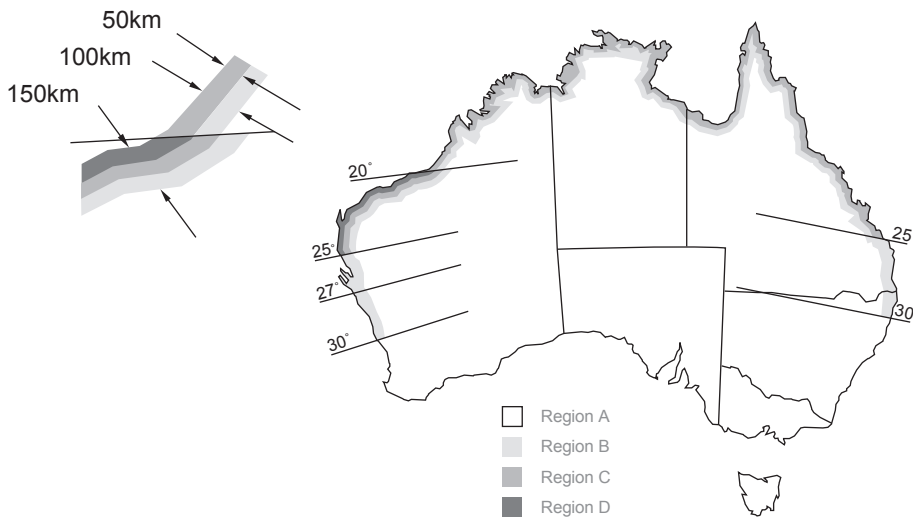 50km
100km
150km
20°
25°
27°
30°
25
30
Region A
Region B
Region C
Region D